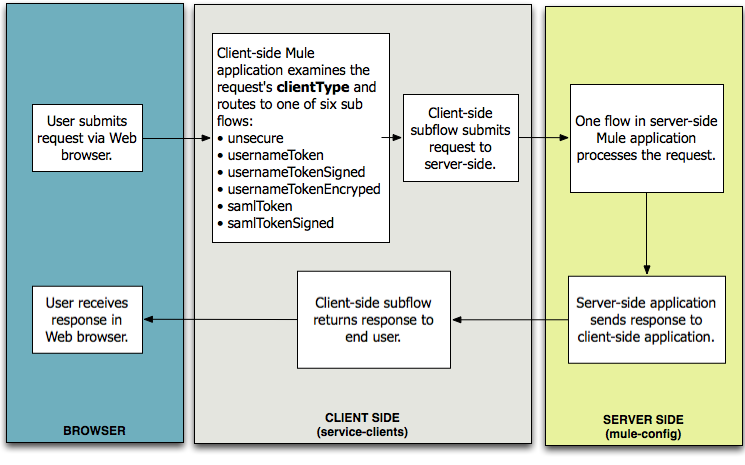 User submits
request via Web
browser.
Client-side Mule
application examines the
request's clientType and
routes to one of six sub
flows:
• unsecure
• usernameToken
• usernameTokenSigned
• usernameTokenEncryped
• samlToken
• samlTokenSigned
Client-side
subflow submits
request to
server-side.
One flow in server-side
Mule application
processes the request.
Server-side application
sends response to
client-side application.
Client-side subflow
returns response to
end user.
User receives
response in
Web browser.
BROWSER
CLIENT SIDE
(service-clients)
SERVER SIDE
(mule-config)